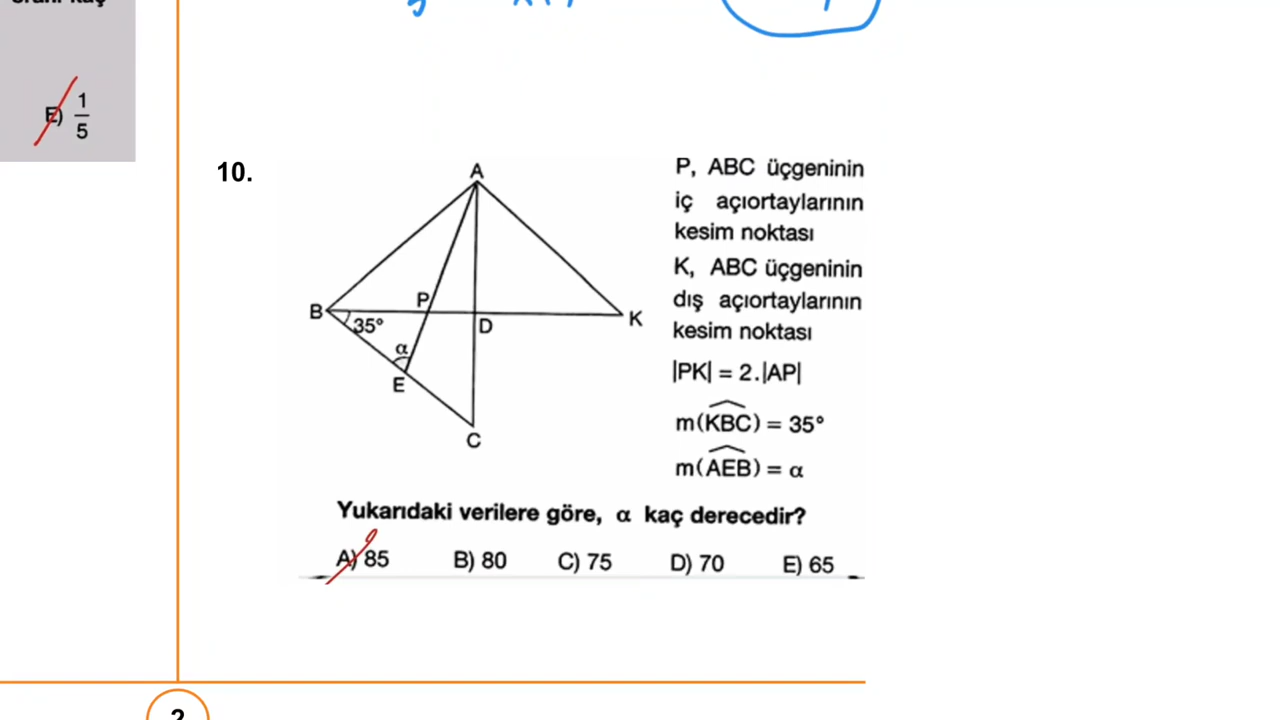 E) 1/5
10.
A
B
P
D
K
35°
α
E
C
P, ABC üçgeninin
iç açıortaylarının
kesim noktası
K, ABC üçgeninin
dış açıortaylarının
kesim noktası
|PK| = 2.|AP|
m(KBC) = 35°
m(AEB) = α
Yukarıdaki verilere göre, α kaç derecedir?
A) 85 B) 80 C) 75 D) 70 E) 65
2